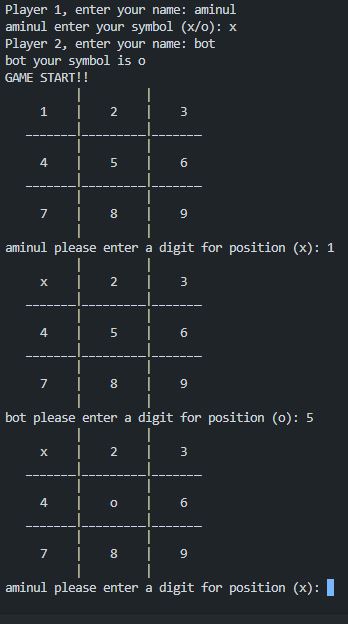 Player 1, enter your name: aminul
aminul enter your symbol (x/o): x
Player 2, enter your name: bot
bot your symbol is o
GAME START!!
1 | 2 | 3
4 | 5 | 6
7 | 8 | 9
aminul please enter a digit for position (x): 1
x | 2 | 3
4 | 5 | 6
7 | 8 | 9
bot please enter a digit for position (o): 5
x | 2 | 3
4 | o | 6
7 | 8 | 9
aminul please enter a digit for position (x):